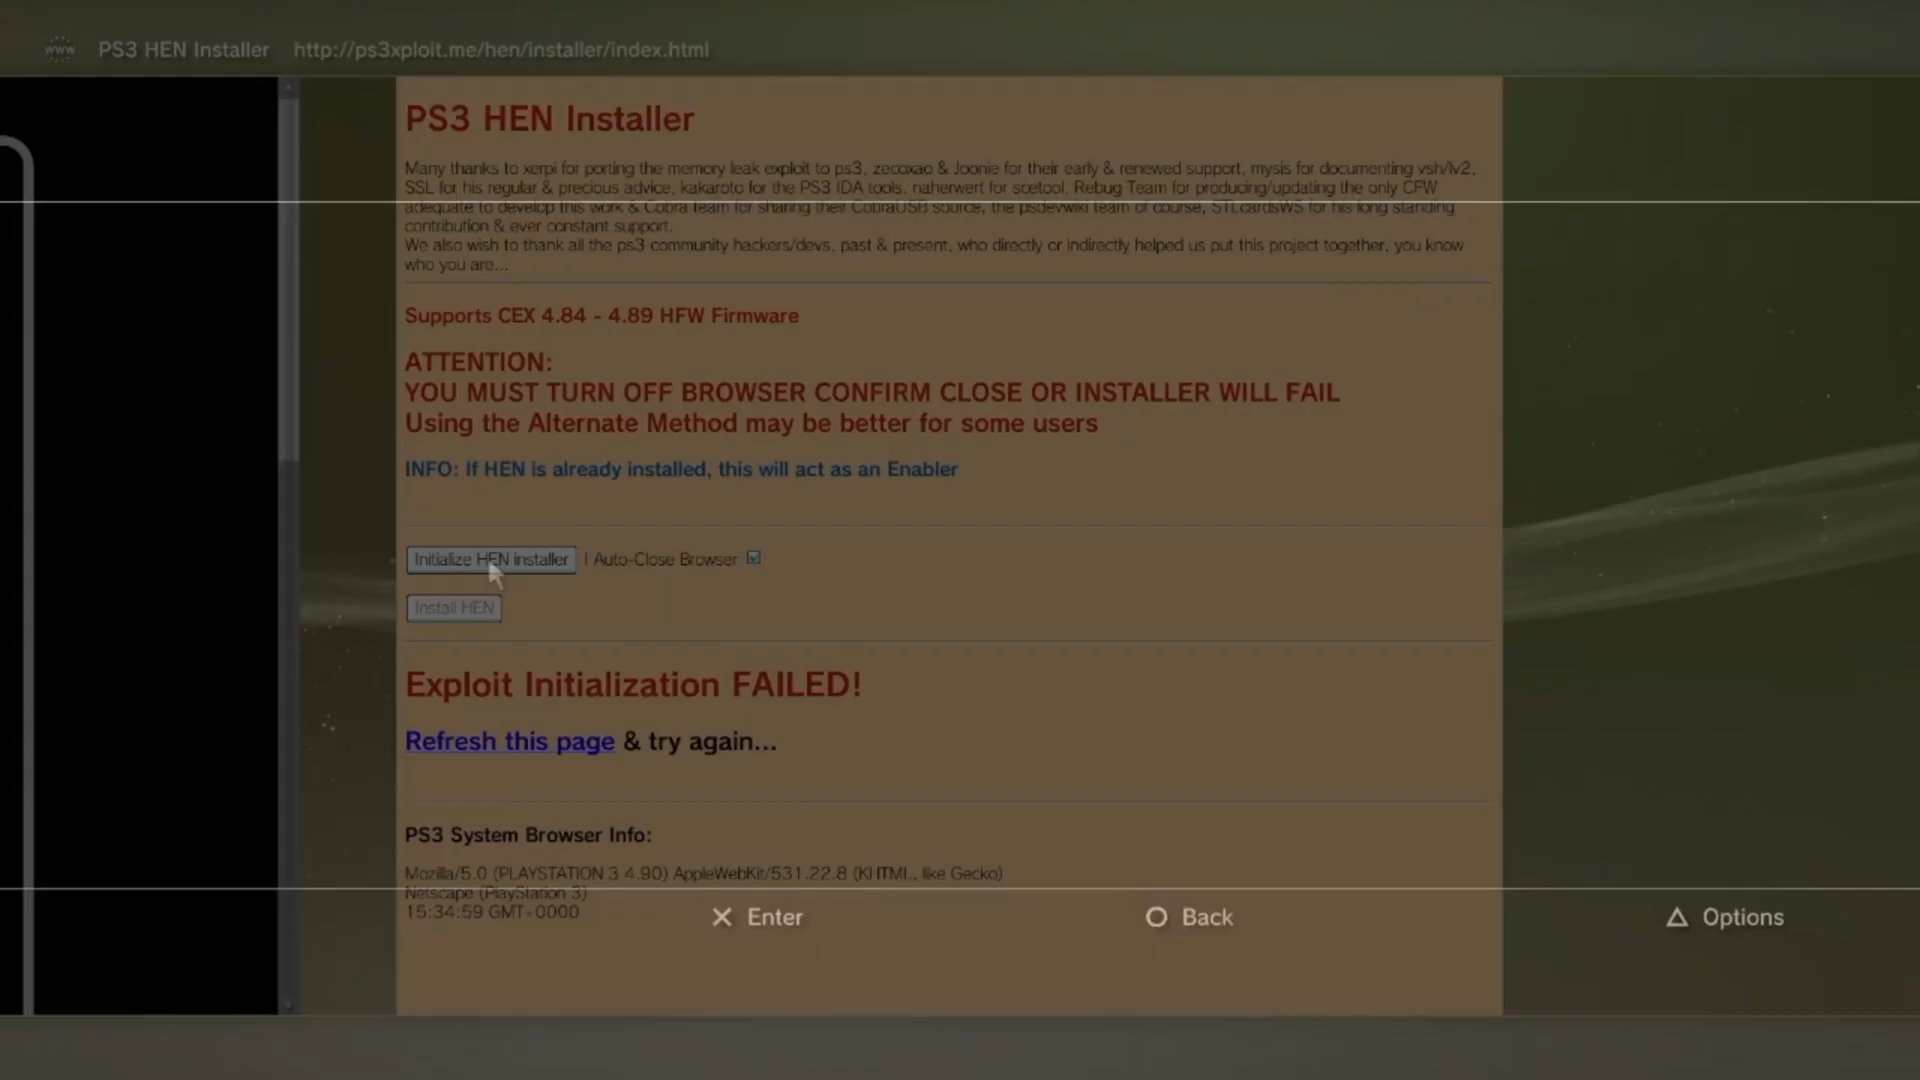 www PS3 HEN Installer http://ps3xploit.me/hen/installer/index.html
PS3 HEN Installer
Many thanks to xerpi for porting the memory leak exploit to ps3, zecoxao & Joonie for their early & renewed support, mysis for documenting vsh/lv2,
SSL for his regular & precious advice, kakaroto for the PS3 IDA tools, naherwert for scetool, Rebug Team for producing/updating the only CFW
adequate to develop this work & Cobra Team for sharing their CobraUSB source, the psdevwiki team of course, STLcardsWS for his long standing
contribution & ever constant support.
We also wish to thank all the ps3 community hackers/devs, past & present, who directly or indirectly helped us put this project together, you know
who you are...
Supports CEX 4.84 - 4.89 HFW Firmware
ATTENTION:
YOU MUST TURN OFF BROWSER CONFIRM CLOSE OR INSTALLER WILL FAIL
Using the Alternate Method may be better for some users
INFO: If HEN is already installed, this will act as an Enabler
Initialize HEN installer | Auto-Close Browser
Install HEN
Exploit Initialization FAILED!
Refresh this page & try again...
PS3 System Browser Info:
Mozilla/5.0 (PLAYSTATION 3 4.90) AppleWebKit/531.22.8 (KHTML, like Gecko)
Netscape (PlayStation 3)
15:34:59 GMT+0000
Enter
Back
Options